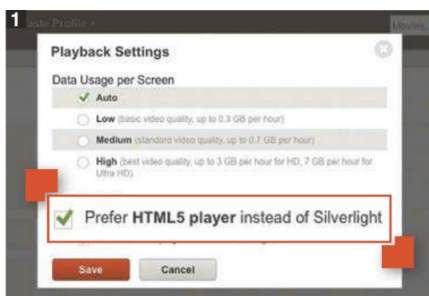 1
aste Profile
Movies,
Playback Settings
Data Usage per Screen
Auto
Low (basic video quality, up to 0.3 GB per hour)
Medium (standard video quality, up to 0.7 GB per hour)
High (best video quality, up to 3 GB per hour for HD, 7 GB per hour for
Ultra HD)
Prefer HTML5 player instead of Silverlight
Save Cancel